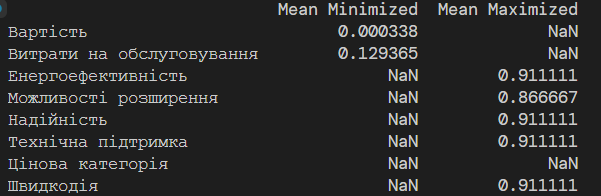 Mean Minimized Mean Maximized
Вартість 0.000338 NaN
Витрати на обслуговування 0.129365 NaN
Енергоефективність NaN 0.911111
Можливості розширення NaN 0.866667
Надійність NaN 0.911111
Технічна підтримка NaN 0.911111
Цінова категорія NaN NaN
Швидкодія NaN 0.911111